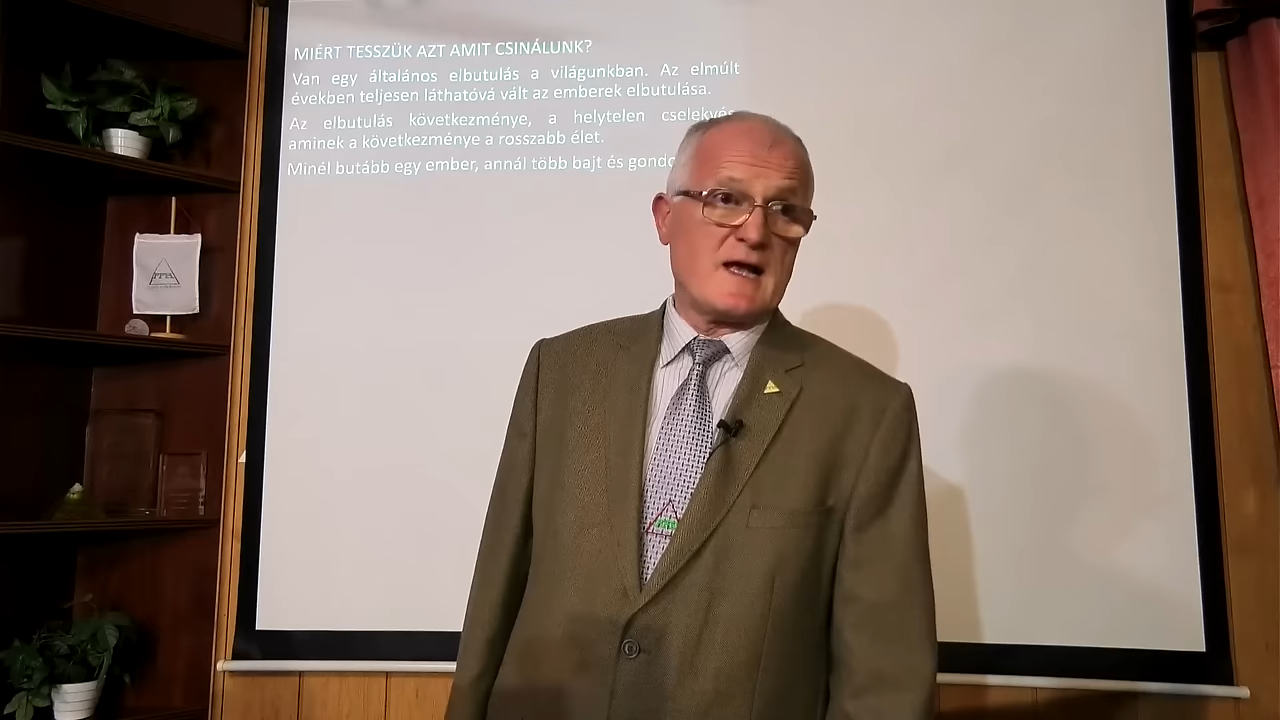 MIÉRT TESSZÜK AZT AMIT CSINÁLUNK?
Van egy általános elbutulás a világunkban. Az elmúlt
években teljesen láthatóvá vált az emberek elbutulása.
Az elbutulás következménye, a helytelen cselekvés
aminek a következménye a rosszabb élet.
Minél butább egy ember, annál több bajt és